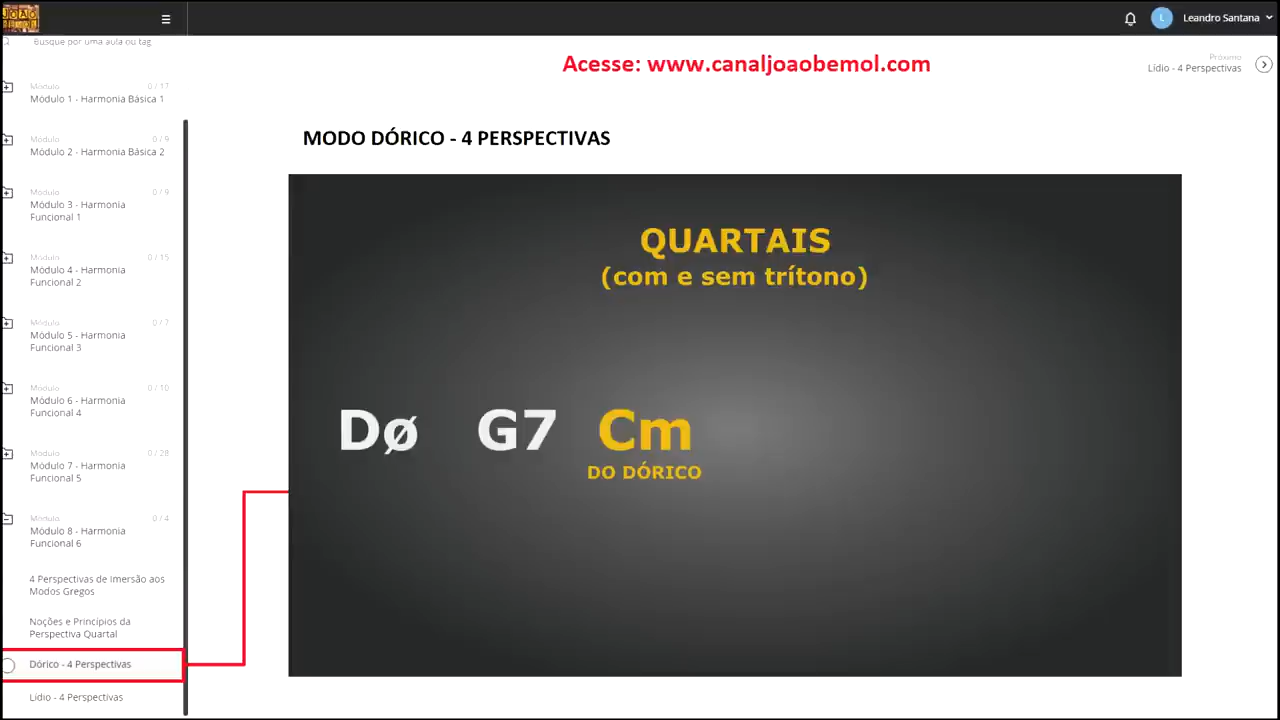 JOÃO
BEMOL
Leandro Santana
Busque por uma aula ou tag
Acesse: www.canaljoaobemol.com
Próximo
Lídio - 4 Perspectivas
Módulo 0 / 17
Módulo 1 - Harmonia Básica 1
MODO DÓRICO - 4 PERSPECTIVAS
Módulo 0 / 9
Módulo 2 - Harmonia Básica 2
Módulo 0 / 9
Módulo 3 - Harmonia
Funcional 1
Módulo 0 / 15
Módulo 4 - Harmonia
Funcional 2
Módulo 0 / 7
Módulo 5 - Harmonia
Funcional 3
Módulo 0 / 10
Módulo 6 - Harmonia
Funcional 4
Módulo 0 / 28
Módulo 7 - Harmonia
Funcional 5
Módulo 0 / 4
Módulo 8 - Harmonia
Funcional 6
4 Perspectivas de Imersão aos
Modos Gregos
Noções e Princípios da
Perspectiva Quartal
Dórico - 4 Perspectivas
Lídio - 4 Perspectivas
QUARTAIS
(com e sem trítono)
Dø G7 Cm
DO DÓRICO
L